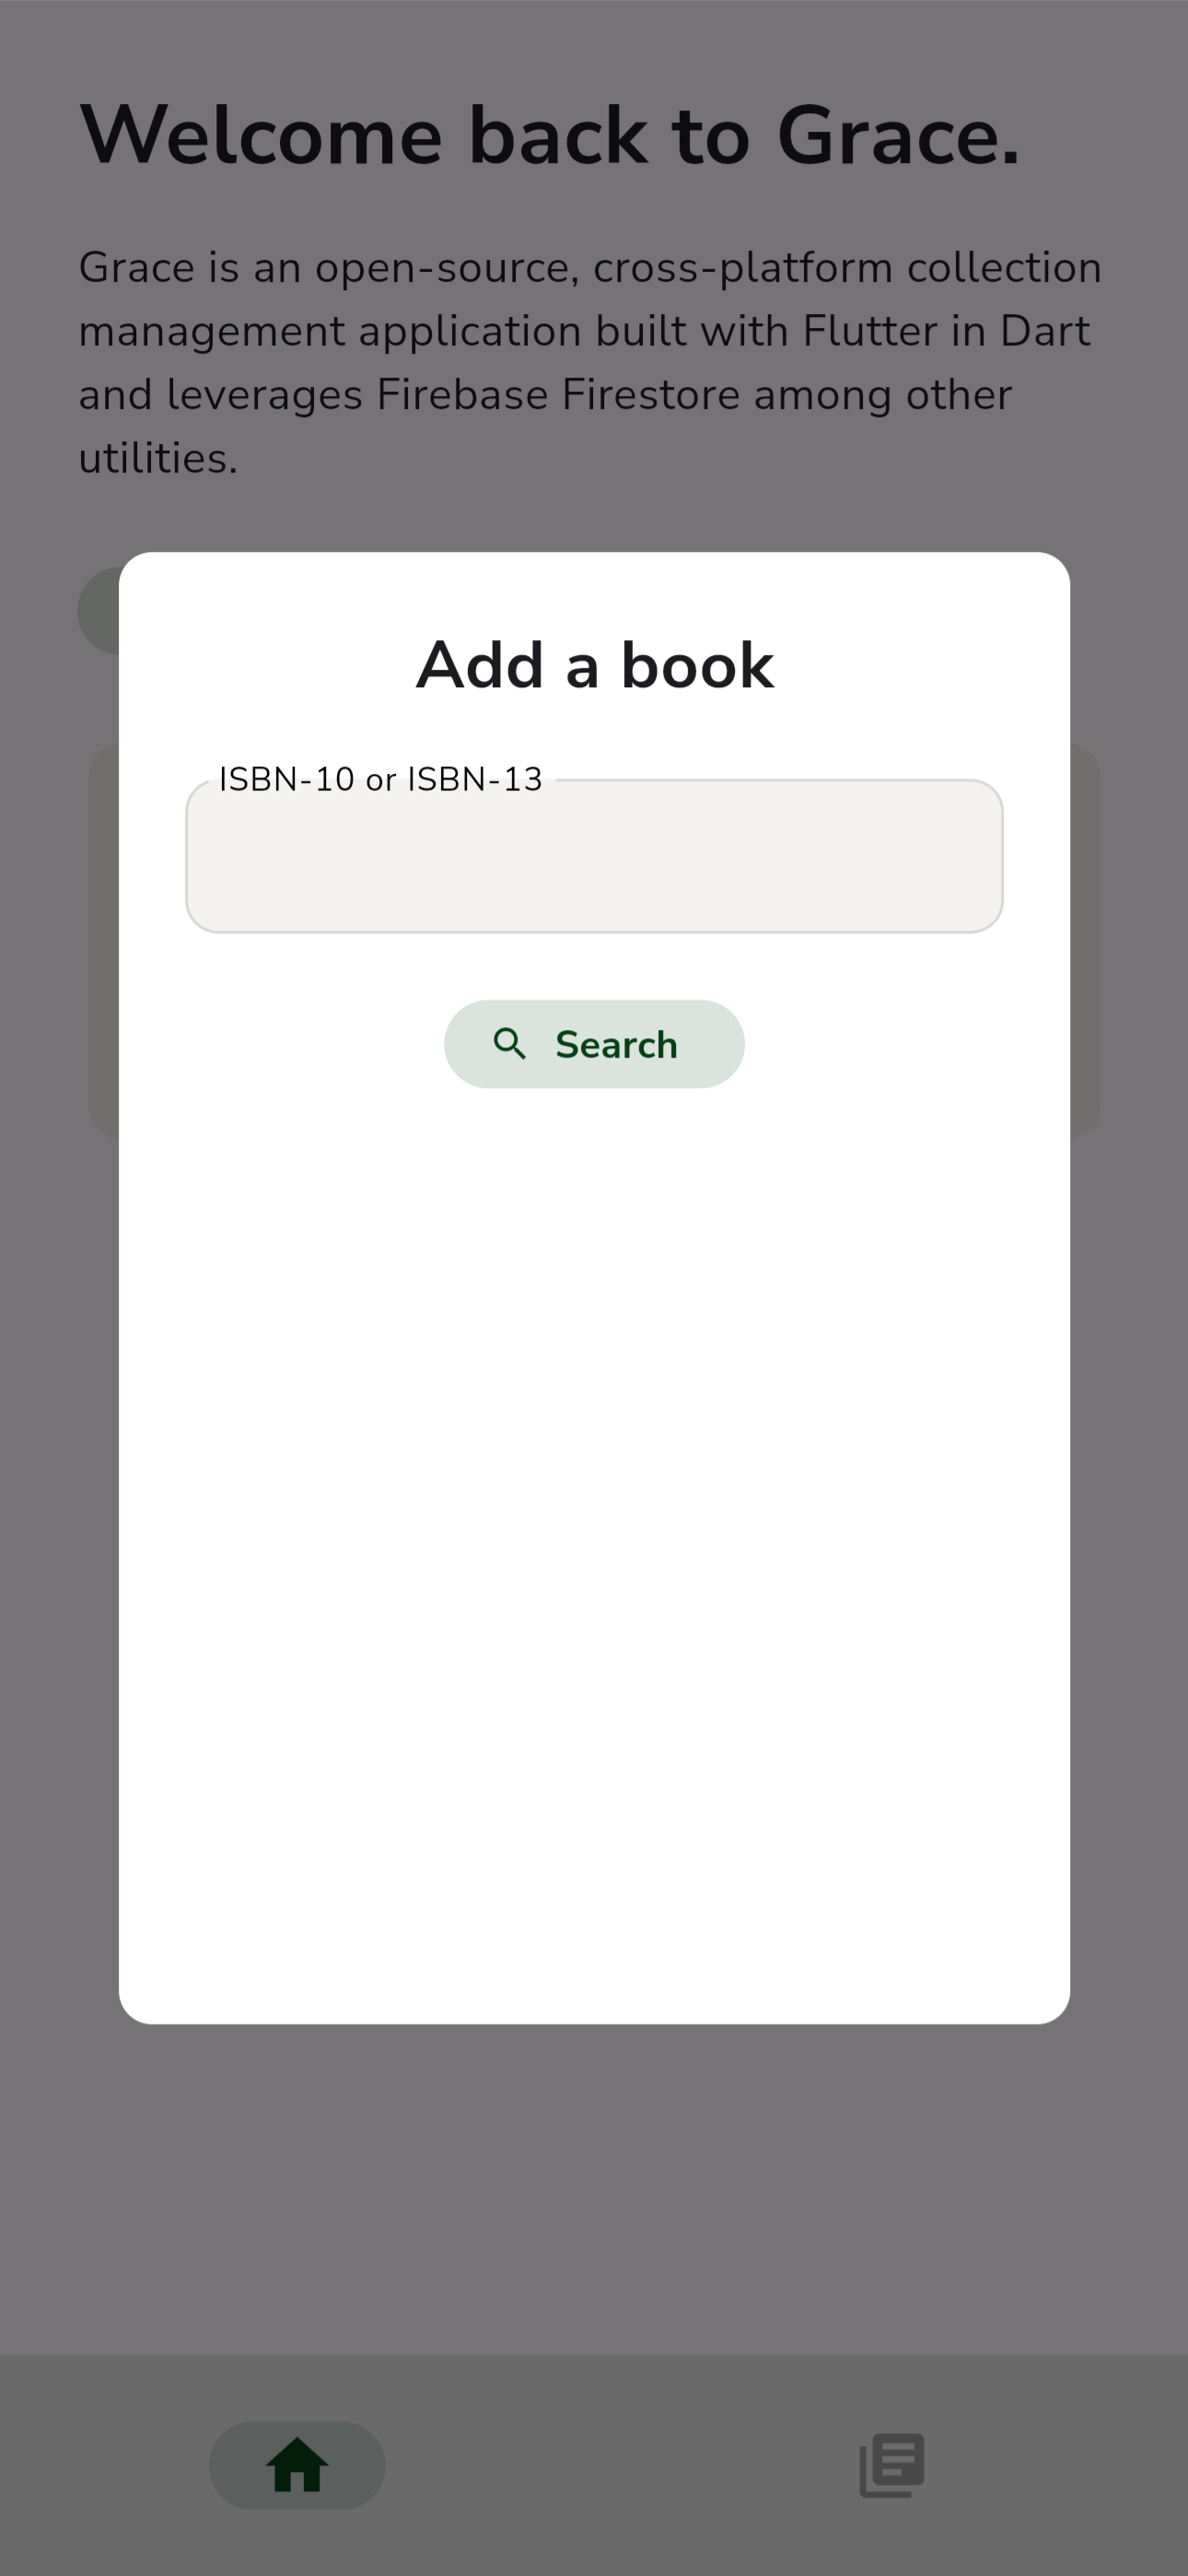 Welcome back to Grace.
Grace is an open-source, cross-platform collection
management application built with Flutter in Dart
and leverages Firebase Firestore among other
utilities.
Add a book
ISBN-10 or ISBN-13
Search